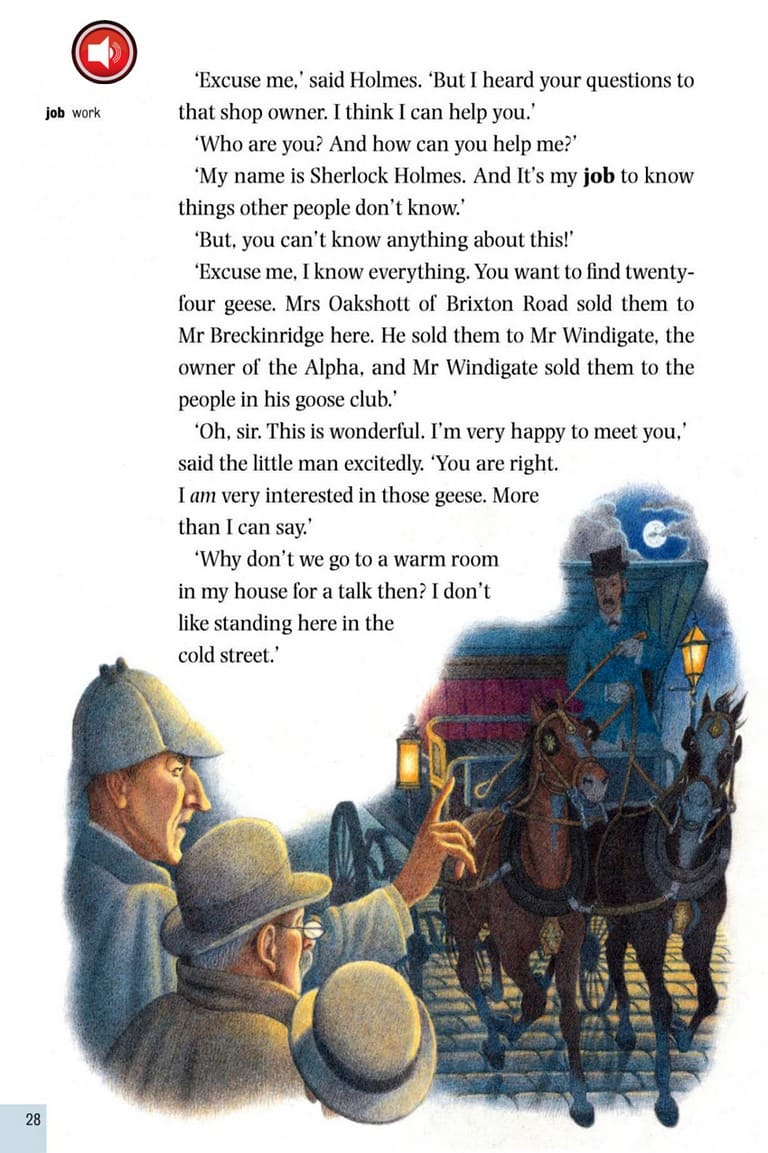 job work
‘Excuse me,’ said Holmes. ‘But I heard your questions to
that shop owner. I think I can help you.’
‘Who are you? And how can you help me?’
‘My name is Sherlock Holmes. And It’s my job to know
things other people don’t know.’
‘But, you can’t know anything about this!’
‘Excuse me, I know everything. You want to find twenty-
four geese. Mrs Oakshott of Brixton Road sold them to
Mr Breckinridge here. He sold them to Mr Windigate, the
owner of the Alpha, and Mr Windigate sold them to the
people in his goose club.’
‘Oh, sir. This is wonderful. I’m very happy to meet you,’
said the little man excitedly. ‘You are right.
I am very interested in those geese. More
than I can say.’
‘Why don’t we go to a warm room
in my house for a talk then? I don’t
like standing here in the
cold street.’
28